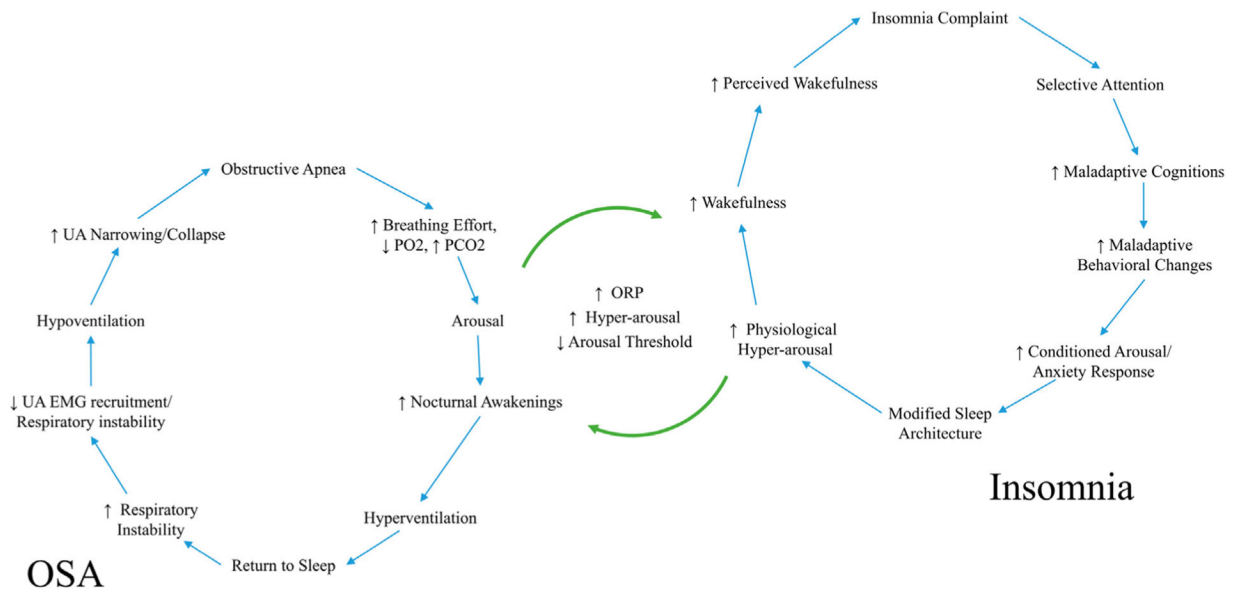 Insomnia Complaint
↑ Perceived Wakefulness
Selective Attention
↑ Maladaptive Cognitions
↑ Wakefulness
↑ Maladaptive
Behavioral Changes
↑ Physiological
Hyper-arousal
↑ Conditioned Arousal/
Anxiety Response
Modified Sleep
Architecture
Insomnia
↑ ORP
↑ Hyper-arousal
↓ Arousal Threshold
Obstructive Apnea
↑ Breathing Effort,
↓ PO2, ↑ PCO2
↑ UA Narrowing/Collapse
Arousal
Hypoventilation
↑ Nocturnal Awakenings
↓ UA EMG recruitment/
Respiratory instability
Hyperventilation
↑ Respiratory
Instability
Return to Sleep
OSA